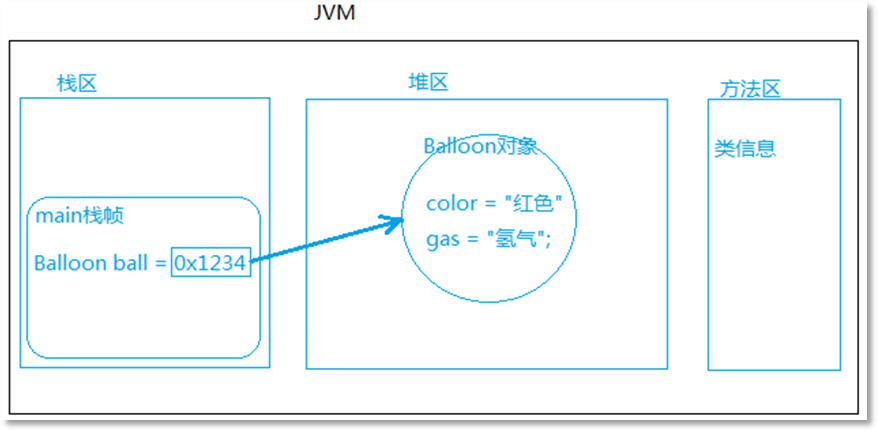 JVM
栈区
堆区
方法区
Balloon对象
类信息
color = "红色"
main栈帧
gas = "氢气";
Balloon ball = 0x1234